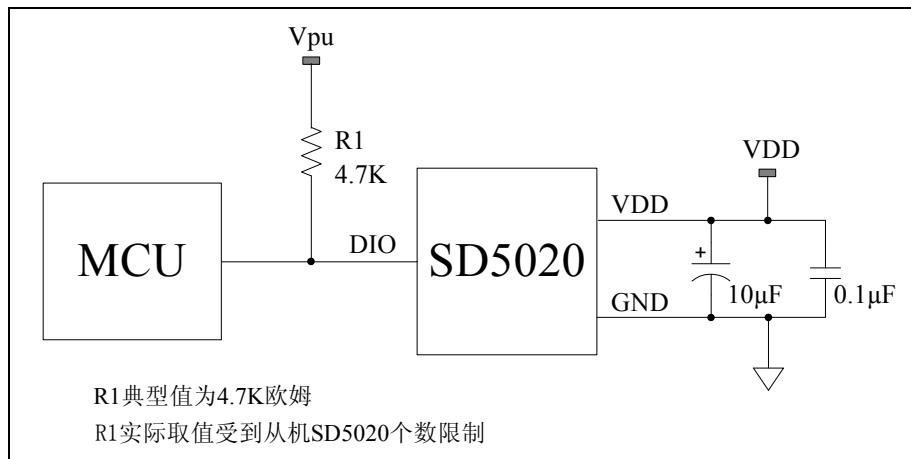 Vpu
R1
4.7K
VDD
MCU
DIO
SD5020
VDD
GND
+
10μF
0.1μF
R1典型值为4.7K欧姆
R1实际取值受到从机SD5020个数限制